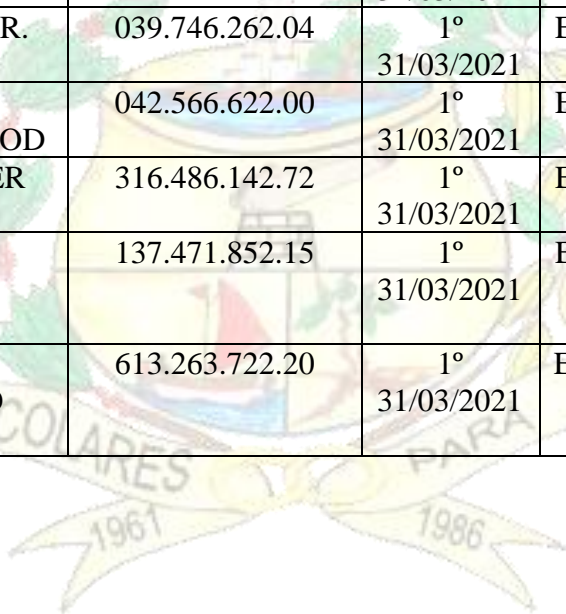 R. 039.746.262.04 1º E
31/03/2021
042.566.622.00 1º E
OD 31/03/2021
ER 316.486.142.72 1º E
31/03/2021
137.471.852.15 1º E
31/03/2021
613.263.722.20 1º E
31/03/2021
COLARES PARÁ
1961 1986